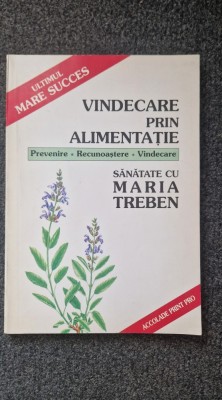 ULTIMUL
MARE SUCCES
VINDECARE
PRIN
ALIMENTAȚIE
Prevenire • Recunoaștere • Vindecare
SĂNĂTATE CU
MARIA
TREBEN
ACCOLADE PRINT PRO